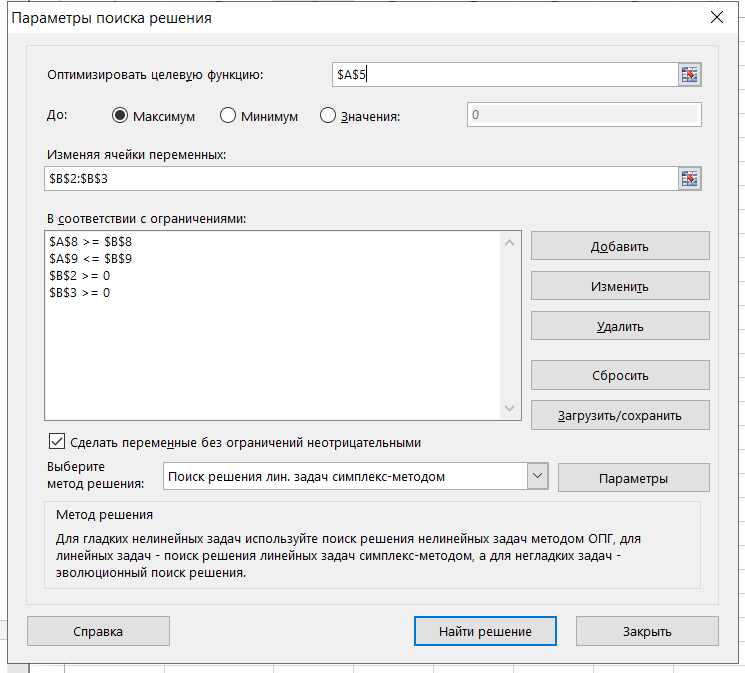 Параметры поиска решения
Оптимизировать целевую функцию:
$A$5
До:
Максимум
Минимум
Значения:
0
Изменяя ячейки переменных:
$B$2:$B$3
В соответствии с ограничениями:
$A$8 >= $B$8
$A$9 <= $B$9
$B$2 >= 0
$B$3 >= 0
Добавить
Изменить
Удалить
Сбросить
Загрузить/сохранить
Сделать переменные без ограничений неотрицательными
Выберите
метод решения:
Поиск решения лин. задач симплекс-методом
Параметры
Метод решения
Для гладких нелинейных задач используйте поиск решения нелинейных задач методом ОПГ, для
линейных задач - поиск решения линейных задач симплекс-методом, а для негладких задач -
эволюционный поиск решения.
Справка
Найти решение
Закрыть